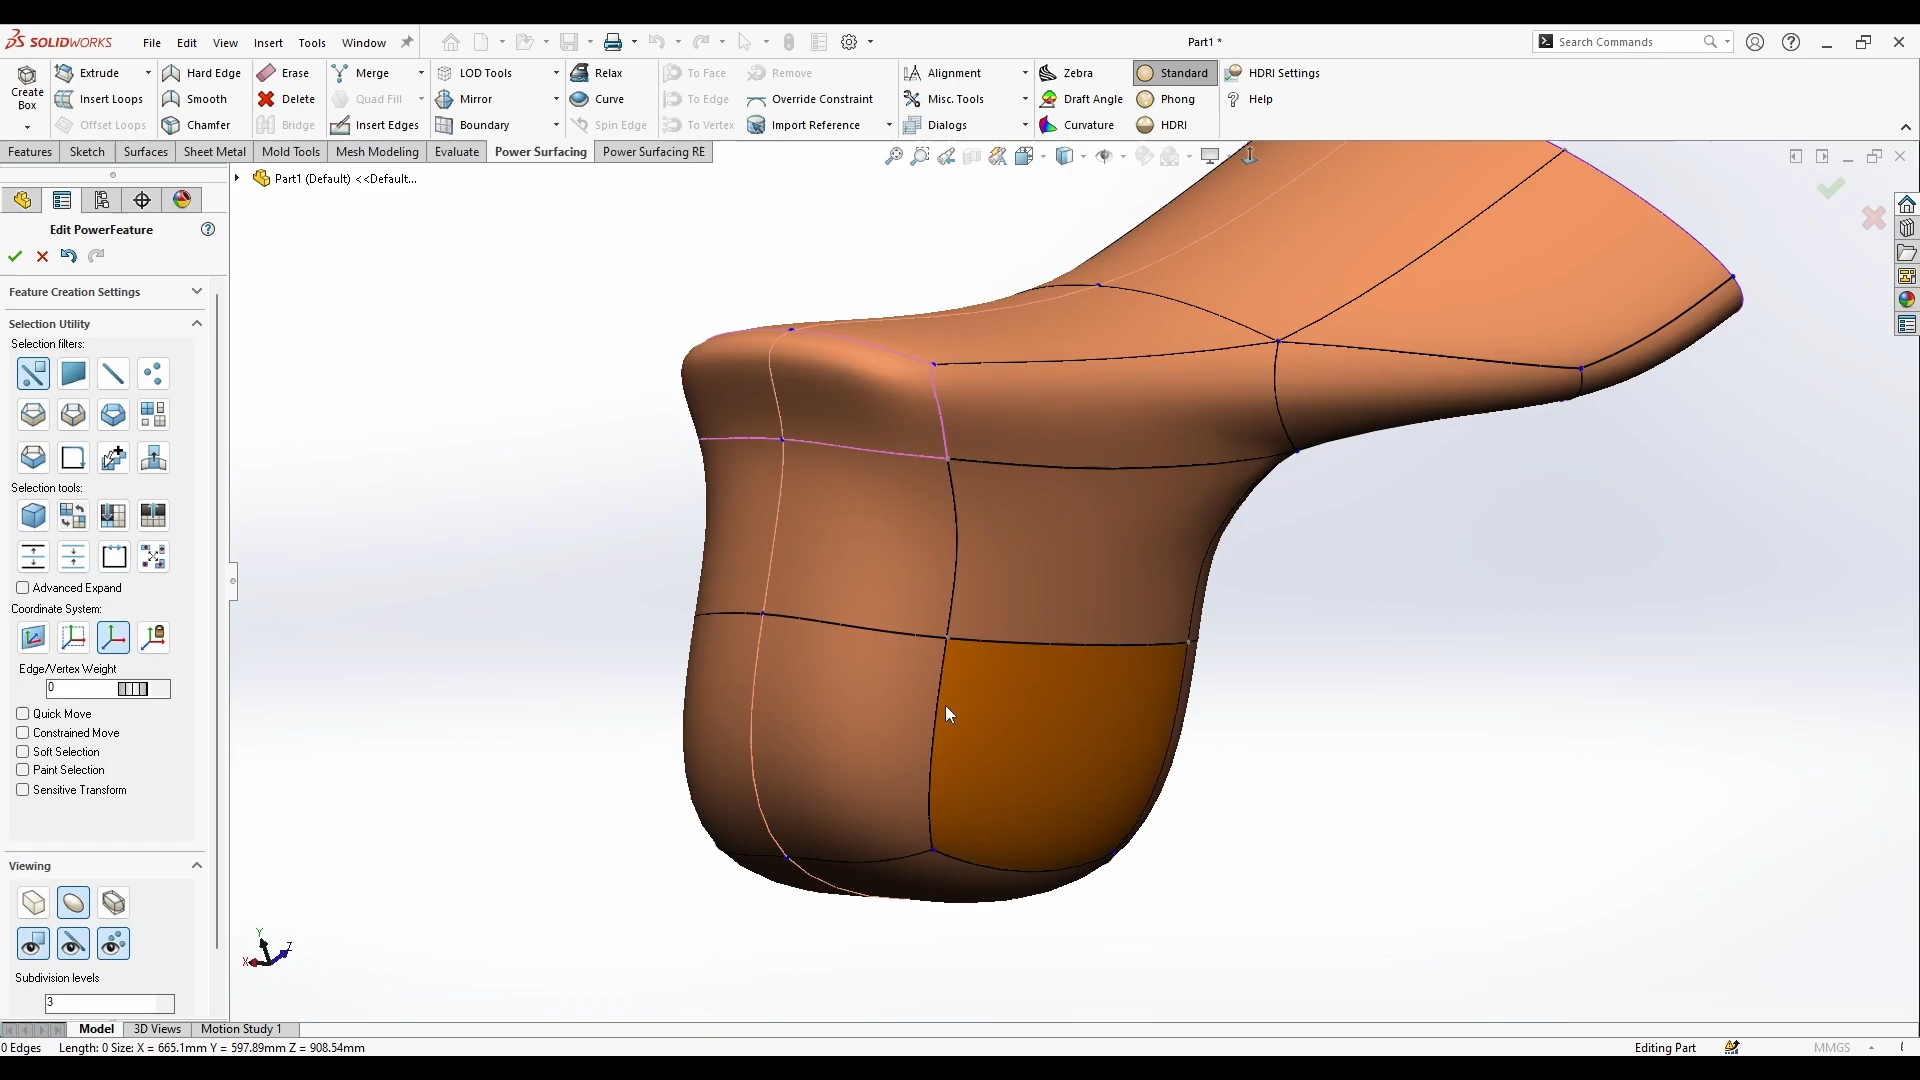 SOLIDWORKS File Edit View Insert Tools Window Part1 * Search Commands
Create Box
Extrude Hard Edge Erase Merge LOD Tools Relax To Face Remove Alignment Zebra Standard HDRI Settings
Insert Loops Smooth Delete Quad Fill Mirror Curve To Edge Override Constraint Misc. Tools Draft Angle Phong Help
Offset Loops Chamfer Bridge Insert Edges Boundary Spin Edge To Vertex Import Reference Dialogs Curvature HDRI
Features Sketch Surfaces Sheet Metal Mold Tools Mesh Modeling Evaluate Power Surfacing Power Surfacing RE
Part1 (Default) <<Default...
Edit PowerFeature
Feature Creation Settings
Selection Utility
Selection filters:
Selection tools:
Advanced Expand
Coordinate System:
Edge/Vertex Weight
0
Quick Move
Constrained Move
Soft Selection
Paint Selection
Sensitive Transform
Viewing
Y
Z
X
Subdivision levels
3
Model 3D Views Motion Study 1
0 Edges Length: 0 Size: X = 665.1mm Y = 597.89mm Z = 908.54mm Editing Part MMGS